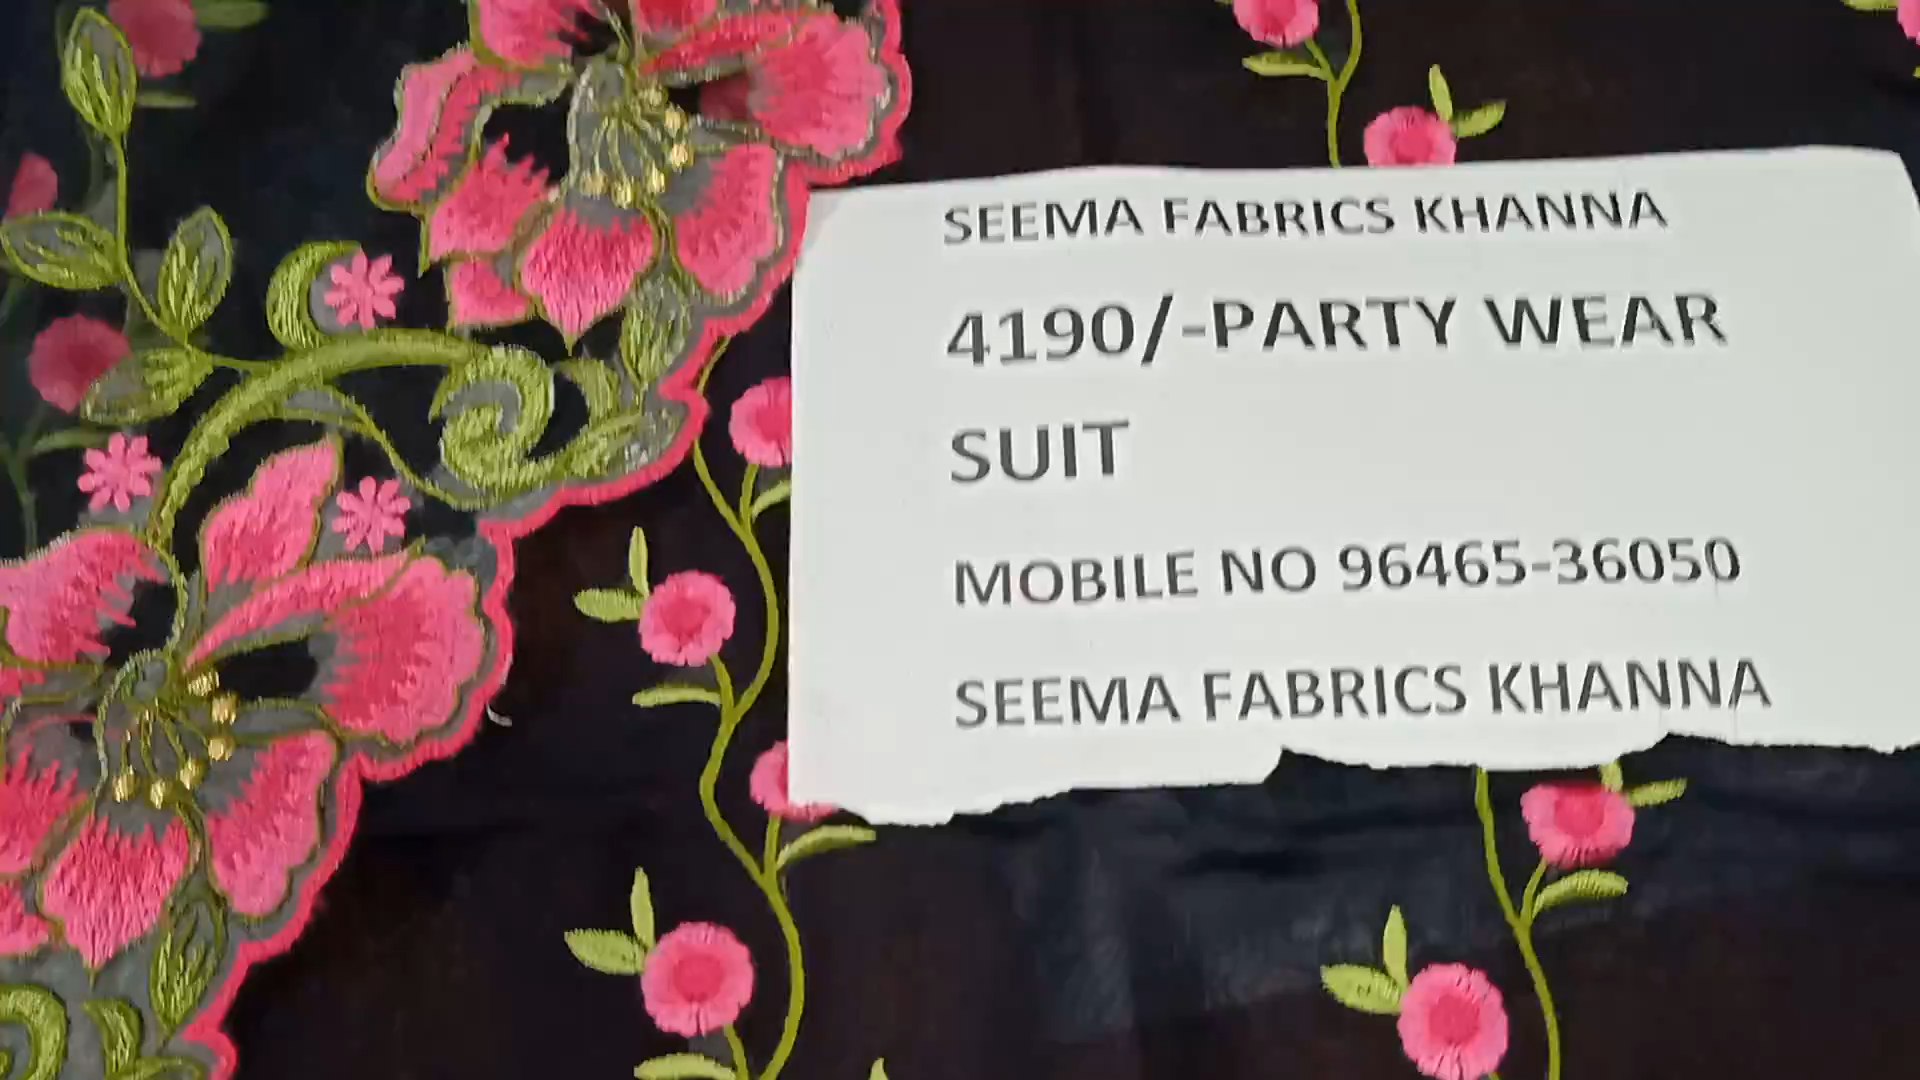 SEEMA FABRICS KHANNA
4190/-PARTY WEAR
SUIT
MOBILE NO 96465-36050
SEEMA FABRICS KHANNA